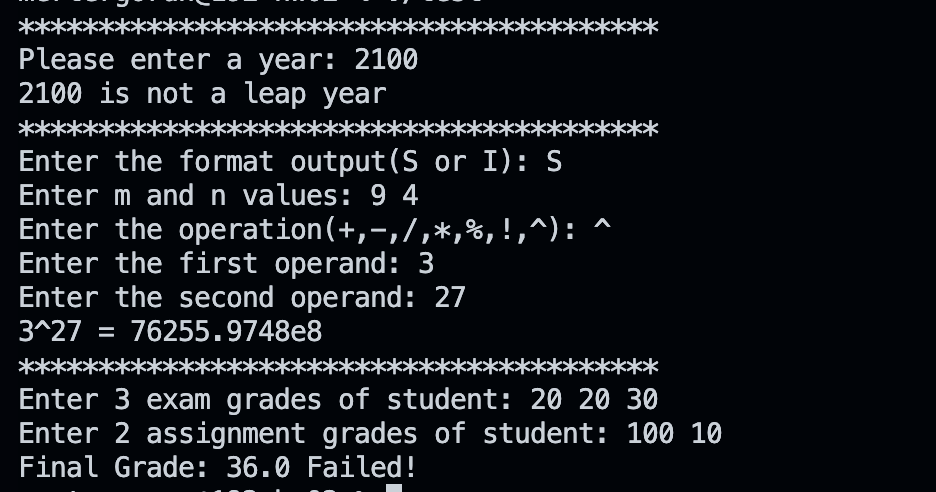 ****************************************
Please enter a year: 2100
2100 is not a leap year
****************************************
Enter the format output(S or I): S
Enter m and n values: 9 4
Enter the operation(+,-,/,*,%,!,^): ^
Enter the first operand: 3
Enter the second operand: 27
3^27 = 76255.9748e8
****************************************
Enter 3 exam grades of student: 20 20 30
Enter 2 assignment grades of student: 100 10
Final Grade: 36.0 Failed!